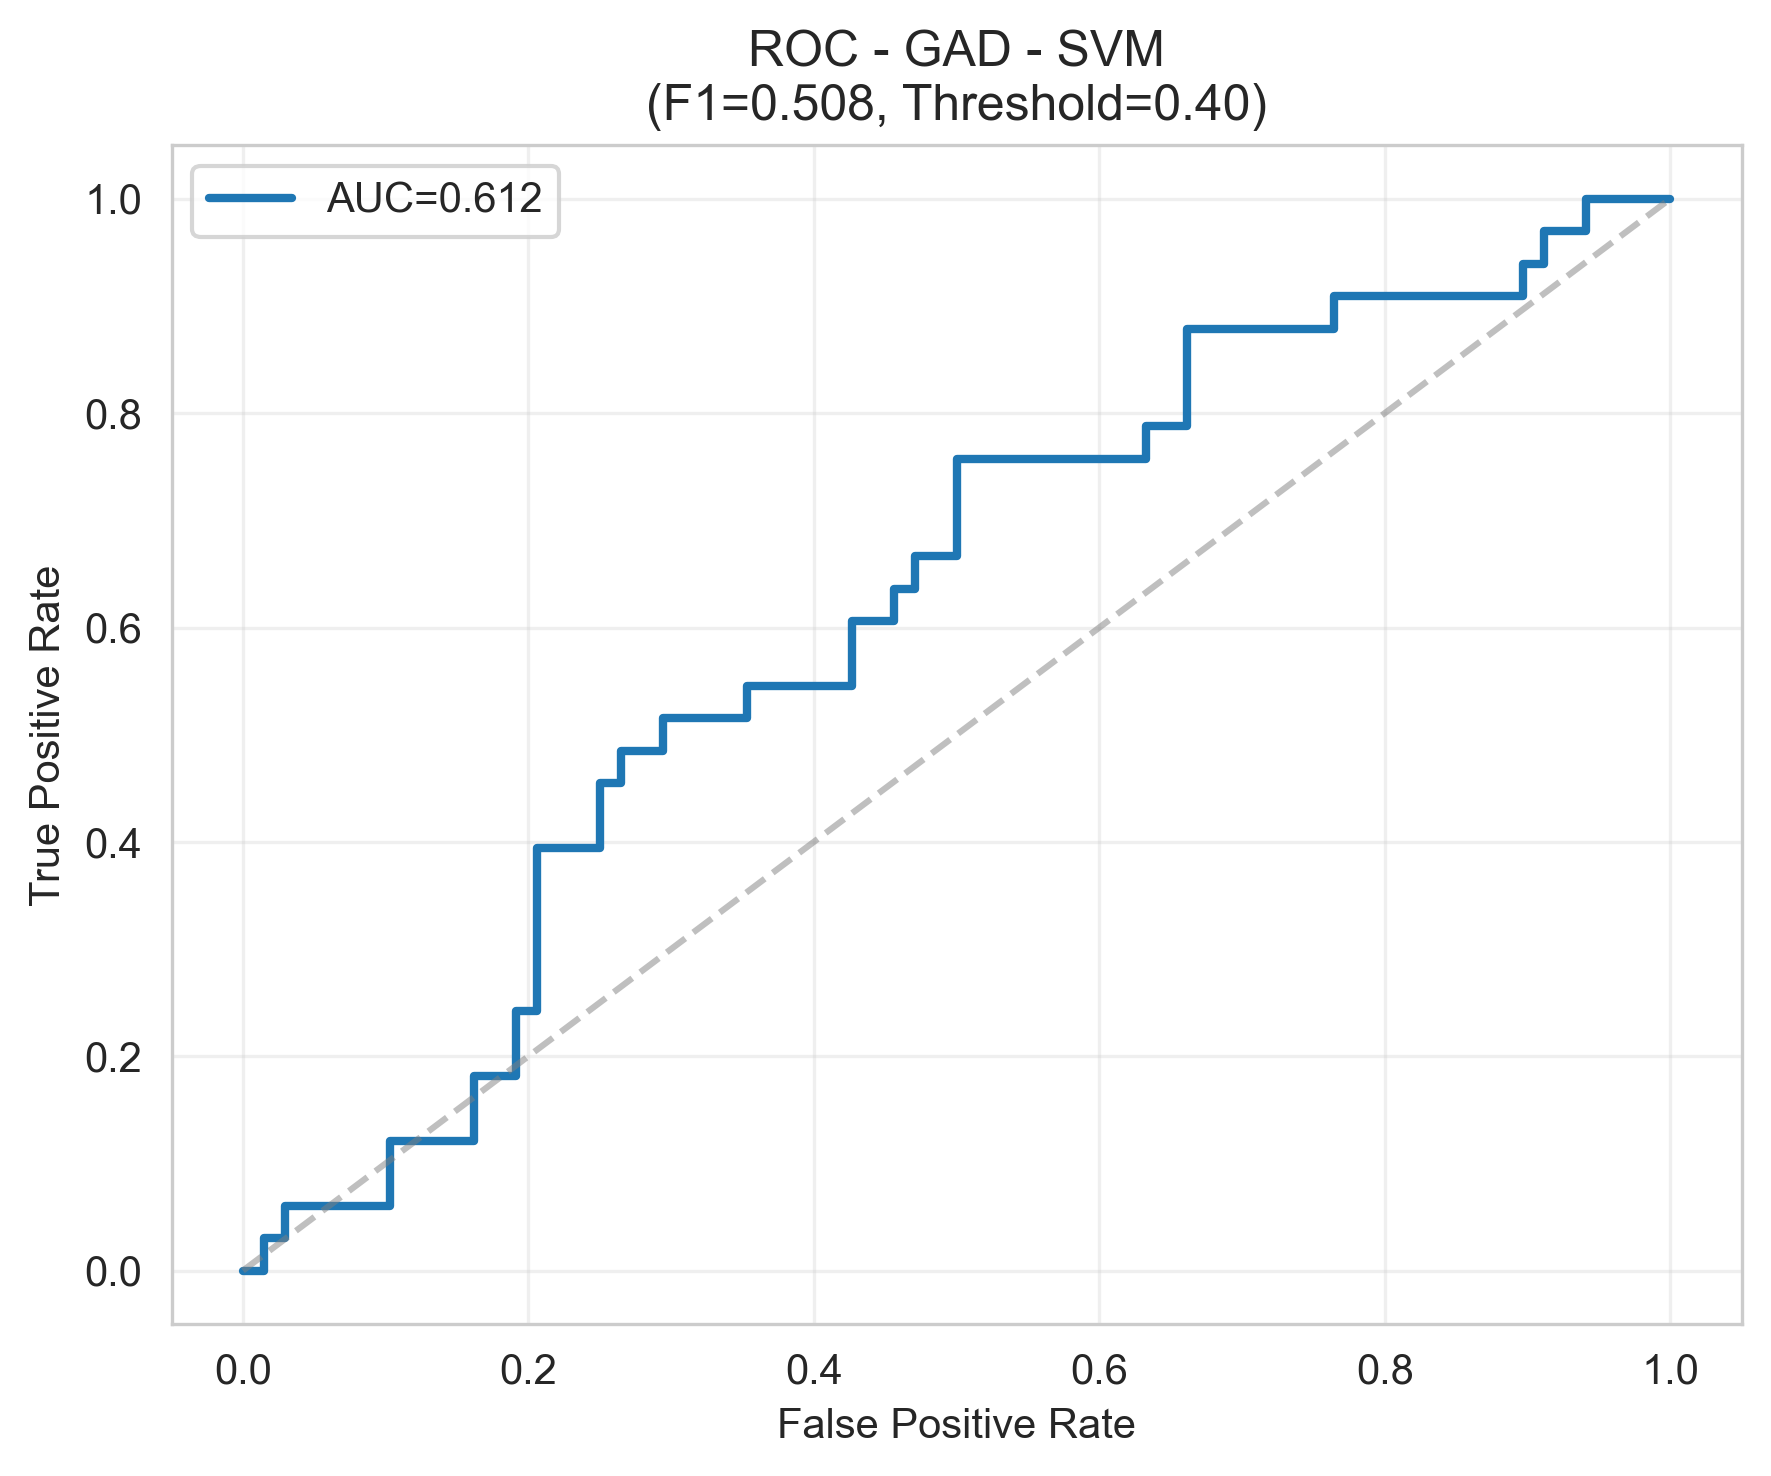 ROC - GAD - SVM
(F1=0.508, Threshold=0.40)
AUC=0.612
1.0
0.8
0.6
0.4
0.2
0.0
True Positive Rate
0.0 0.2 0.4 0.6 0.8 1.0
False Positive Rate